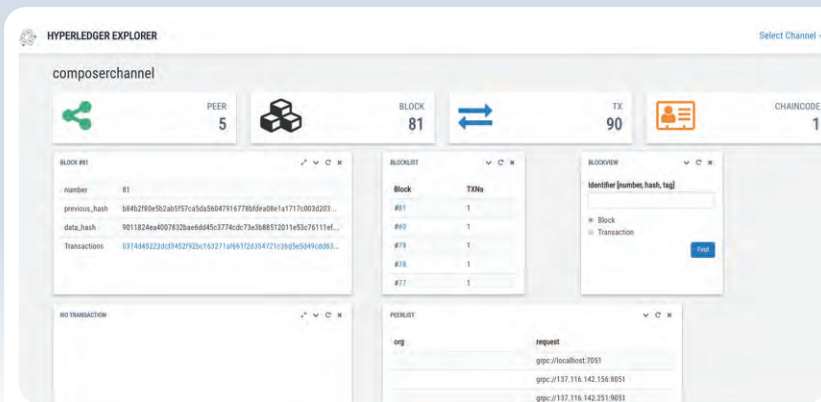 HYPERLEDGER EXPLORER
Select Channel
composerchannel
PEER
5
BLOCK
81
TX
90
CHAINCODE
1
BLOCK #81
number 81
previous_hash
data_hash
Transactions
BLOCKLIST
Block TXNs
#81 1
#80 1
#79 1
#78 1
#77 1
BLOCKVIEW
Identifier [number, hash, tag]
Block
Transaction
Find
NO TRANSACTION
PEERLIST
org request
grpc://localhost:7051
grpc://137.116.142.156:8051
grpc://137.116.142.251:9051